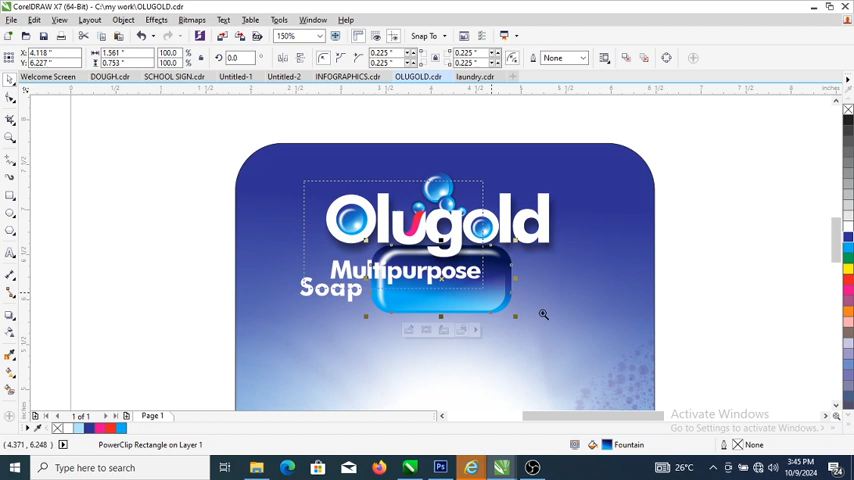 CorelDRAW X7 (64-Bit) - C:\my work\OLUGOLD.cdr
File Edit View Layout Object Effects Bitmaps Text Table Tools Window Help
150% Snap To
X: 4.118 " 1.561 " 100.0 % 0.0 0.225 " 0.225 " None
Y: 6.227 " 0.753 " 100.0 % 0.225 " 0.225 "
Welcome Screen DOUGH.cdr SCHOOL SIGN.cdr Untitled-1 Untitled-2 INFOGRAPHICS.cdr OLUGOLD.cdr laundry.cdr
inches
Olugold
Multipurpose
Soap
1 of 1 Page 1
Activate Windows
Go to Settings to activate Windows.
(4.371, 6.248) PowerClip Rectangle on Layer 1 Fountain None
Type here to search 26°C 3:45 PM
10/9/2024 24